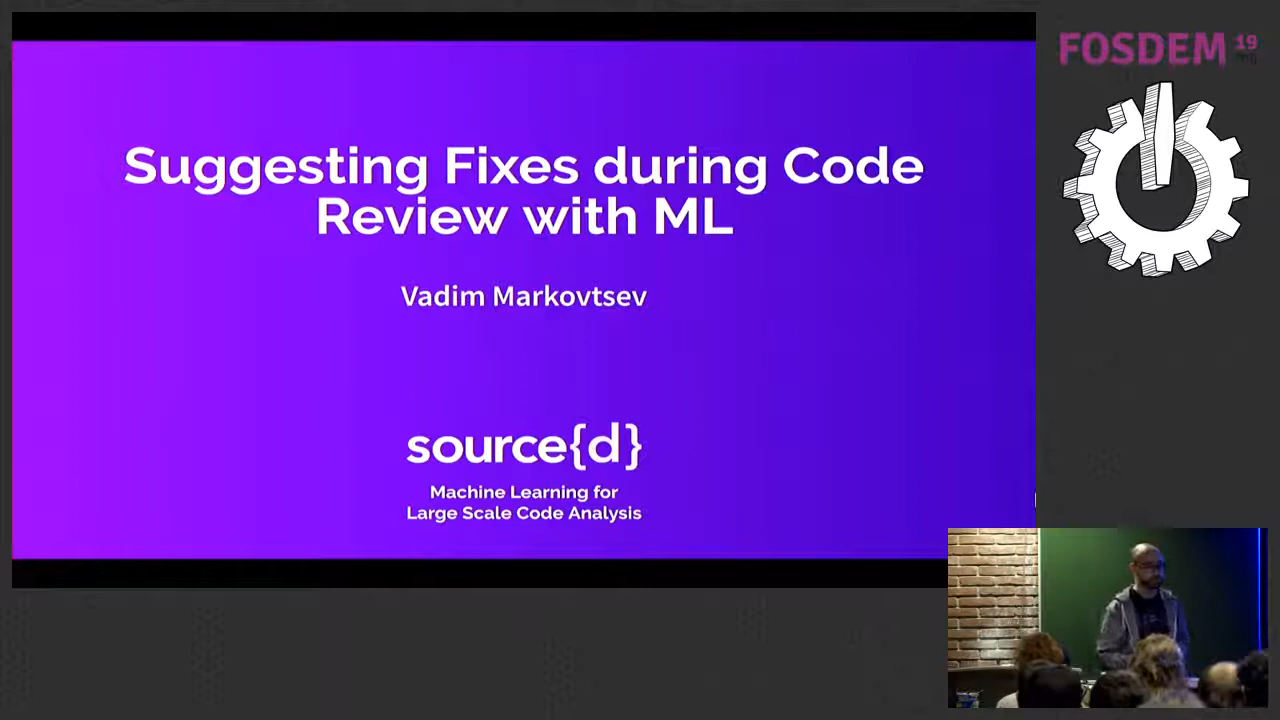 Suggesting Fixes during Code
Review with ML
Vadim Markovtsev
source{d}
Machine Learning for
Large Scale Code Analysis
FOSDEM 19